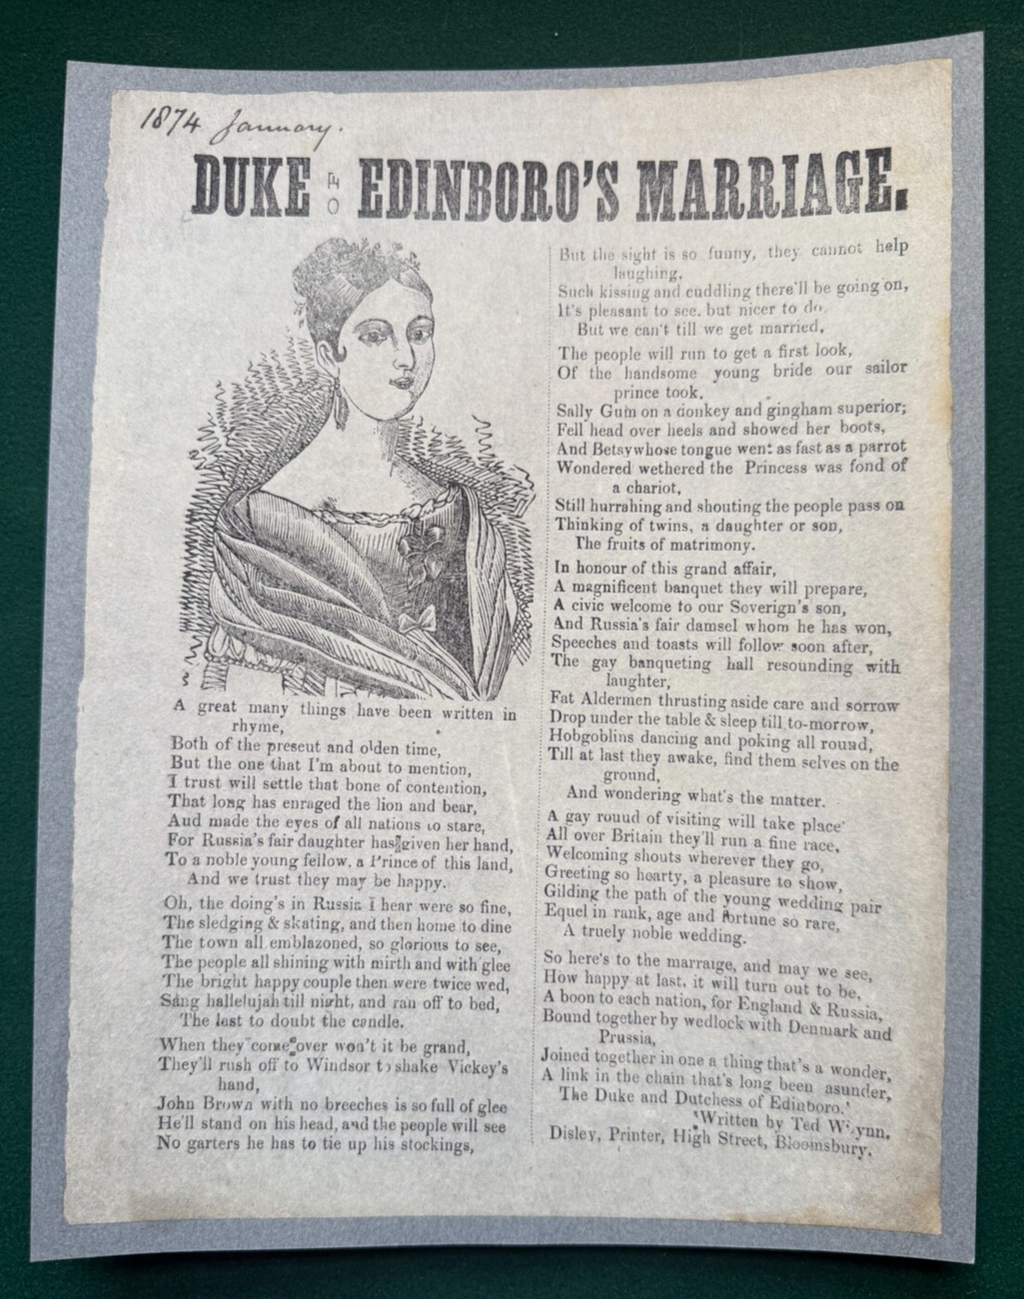 1874 January.
DUKE OF EDINBORO'S MARRIAGE.
A great many things have been written in
rhyme,
Both of the present and olden time,
But the one that I'm about to mention,
I trust will settle that bone of contention,
That long has enraged the lion and bear,
Aud made the eyes of all nations to stare,
For Russia's fair daughter has given her hand,
To a noble young fellow, a Prince of this land,
And we trust they may be happy.
Oh, the doing's in Russia I hear were so fine,
The sledging & skating, and then home to dine
The town all emblazoned, so glorious to see,
The people all shining with mirth and with glee
The bright happy couple then were twice wed,
Sang hallelujah till night, and ran off to bed,
The last to doubt the candle.
When they come over won't it be grand,
They'll rush off to Windsor to shake Vickey's
hand,
John Brown with no breeches is so full of glee
He'll stand on his head, and the people will see
No garters he has to tie up his stockings,
But the sight is so funny, they cannot help
laughing,
Such kissing and cuddling there'll be going on,
It's pleasant to see, but nicer to do,
But we can't till we get married,
The people will run to get a first look,
Of the handsome young bride our sailor
prince took,
Sally Gum on a donkey and gingham superior;
Fell head over heels and showed her boots,
And Betsy whose tongue went as fast as a parrot
Wondered wethered the Princess was fond of
a chariot,
Still hurrahing and shouting the people pass on
Thinking of twins, a daughter or son,
The fruits of matrimony.
In honour of this grand affair,
A magnificent banquet they will prepare,
A civic welcome to our Soverign's son,
And Russia's fair damsel whom he has won,
Speeches and toasts will follow soon after,
The gay banqueting hall resounding with
laughter,
Fat Aldermen thrusting aside care and sorrow
Drop under the table & sleep till to-morrow,
Hobgoblins dancing and poking all round,
Till at last they awake, find them selves on the
ground,
And wondering what's the matter.
A gay rouud of visiting will take place
All over Britain they'll run a fine race,
Welcoming shouts wherever they go,
Greeting so hearty, a pleasure to show,
Gilding the path of the young wedding pair
Equel in rank, age and fortune so rare,
A truely noble wedding.
So here's to the marraige, and may we see,
How happy at last, it will turn out to be,
A boon to each nation, for England & Russia,
Bound together by wedlock with Denmark and
Prussia,
Joined together in one a thing that's a wonder,
A link in the chain that's long been asunder,
The Duke and Dutchess of Edinboro.'
Written by Ted
Disley, Printer, High Street, Bloomsbury.